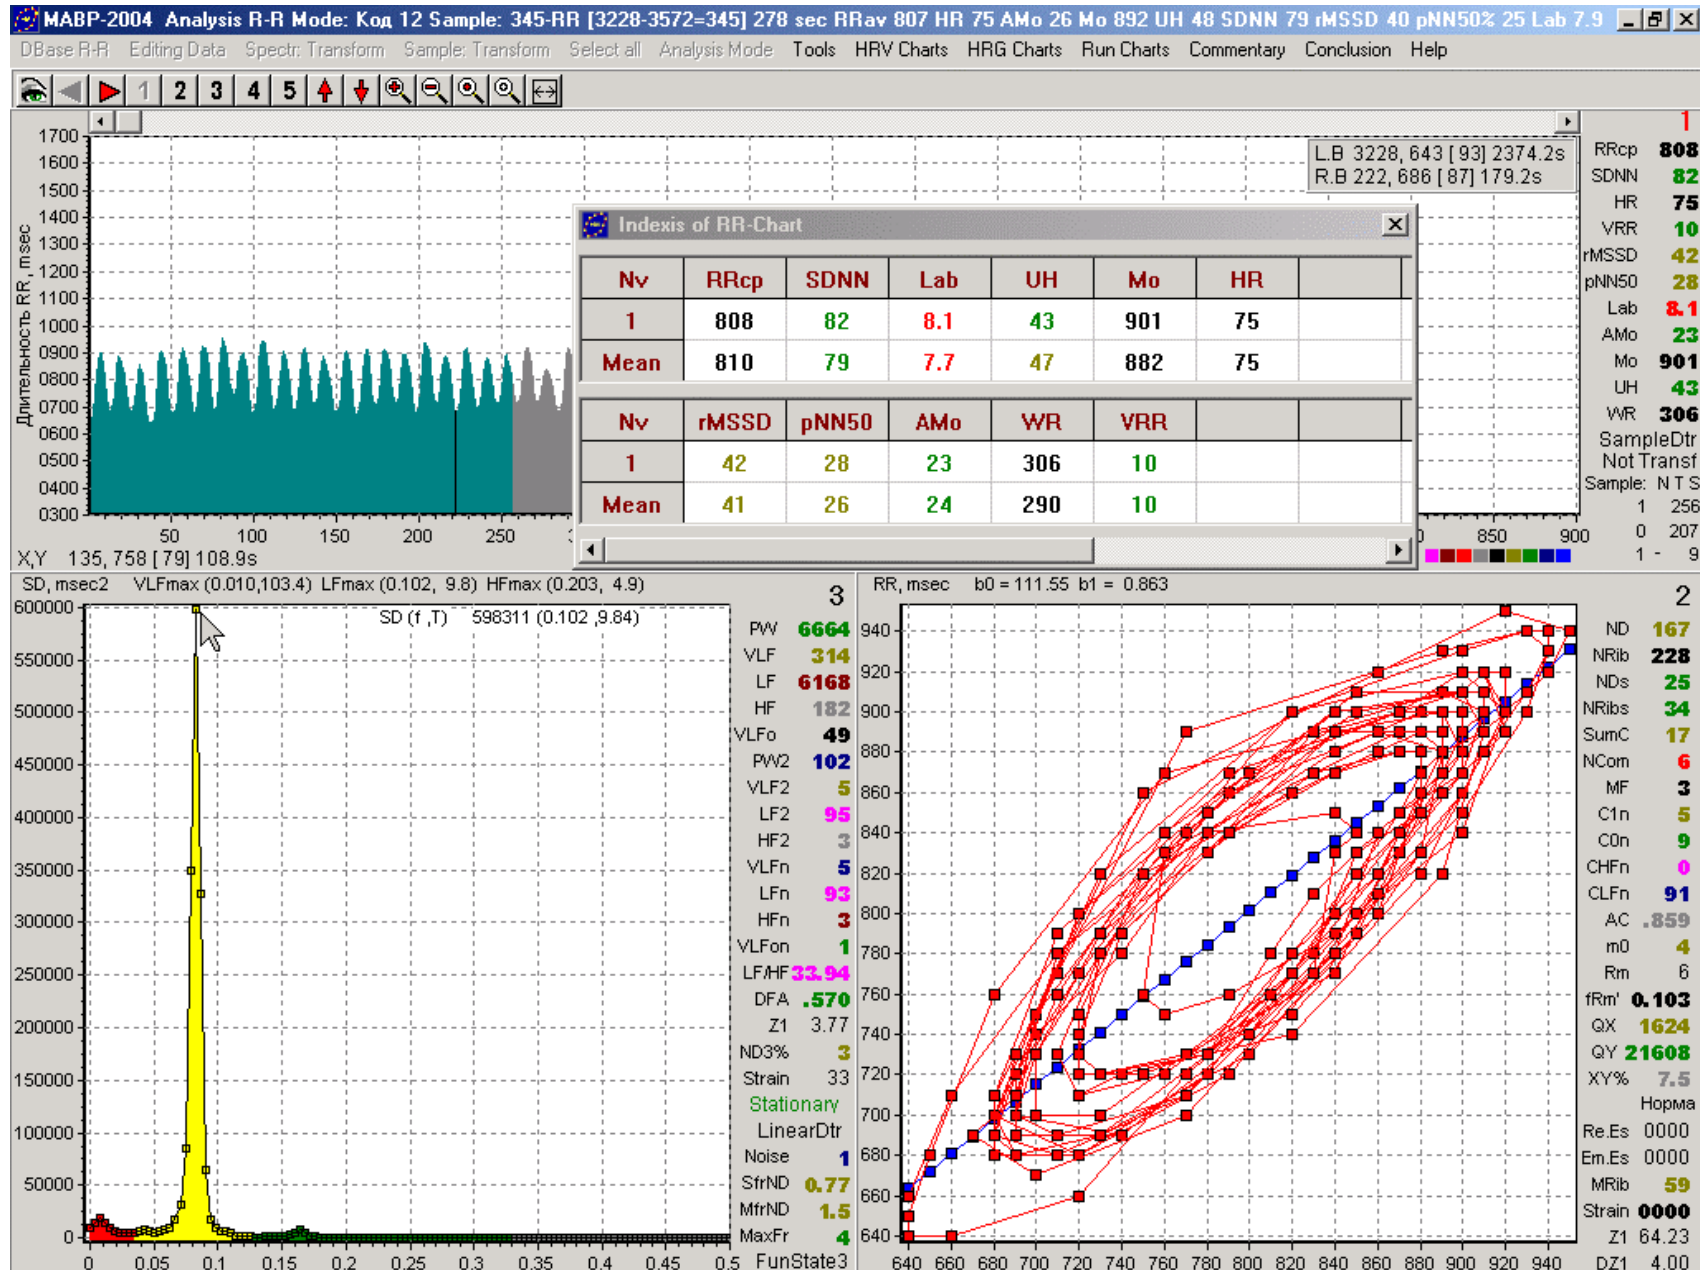 MABP-2004 Analysis R-R Mode: Код 12 Sample: 345-RR [3228-3572=345] 278 sec RRav 807 HR 75 AMo 26 Mo 892 UH 48 SDNN 79 rMSSD 40 pNN50% 25 Lab 7.9
DBase R-R Editing Data Spectr: Transform Sample: Transform Select all Analysis Mode Tools HRV Charts HRG Charts Run Charts Commentary Conclusion Help
1 2 3 4 5
1
Длительность RR, msec
1700
1600
1500
1400
1300
1200
1100
1000
0900
0800
0700
0600
0500
0400
0300
50 100 150 200 250 850 900
X,Y 135, 758 [79] 108.9s
L.B 3228, 643 [93] 2374.2s
R.B 222, 686 [87] 179.2s
Indexis of RR-Chart
Nv RRcp SDNN Lab UH Mo HR
1 808 82 8.1 43 901 75
Mean 810 79 7.7 47 882 75
Nv rMSSD pNN50 AMo WR VRR
1 42 28 23 306 10
Mean 41 26 24 290 10
RRcp 808
SDNN 82
HR 75
VRR 10
rMSSD 42
pNN50 28
Lab 8.1
AMo 23
Mo 901
UH 43
WR 306
SampleDtr
Not Transf
Sample: N T S
1 256
0 207
1 - 9
SD, msec2 VLFmax (0.010,103.4) LFmax (0.102, 9.8) HFmax (0.203, 4.9)
3
SD (f ,T) 598311 (0.102 ,9.84)
600000
550000
500000
450000
400000
350000
300000
250000
200000
150000
100000
50000
0
0 0.05 0.1 0.15 0.2 0.25 0.3 0.35 0.4 0.45 0.5
PW 6664
VLF 314
LF 6168
HF 182
VLFo 49
PW2 102
VLF2 5
LF2 95
HF2 3
VLFn 5
LFn 93
HFn 3
VLFon 1
LF/HF 33.94
DFA .570
Z1 3.77
ND3% 3
Strain 33
Stationary
LinearDtr
Noise 1
SfrND 0.77
MfrND 1.5
MaxFr 4
FunState3
RR, msec b0 = 111.55 b1 = 0.863
2
940
920
900
880
860
840
820
800
780
760
740
720
700
680
660
640
640 660 680 700 720 740 760 780 800 820 840 860 880 900 920 940
ND 167
NRib 228
NDs 25
NRibs 34
SumC 17
NCom 6
MF 3
C1n 5
C0n 9
CHFn 0
CLFn 91
AC .859
m0 4
Rm 6
fRm' 0.103
QX 1624
QY 21608
XY% 7.5
Норма
Re.Es 0000
Em.Es 0000
MRib 59
Strain 0000
Z1 64.23
DZ1 4.00